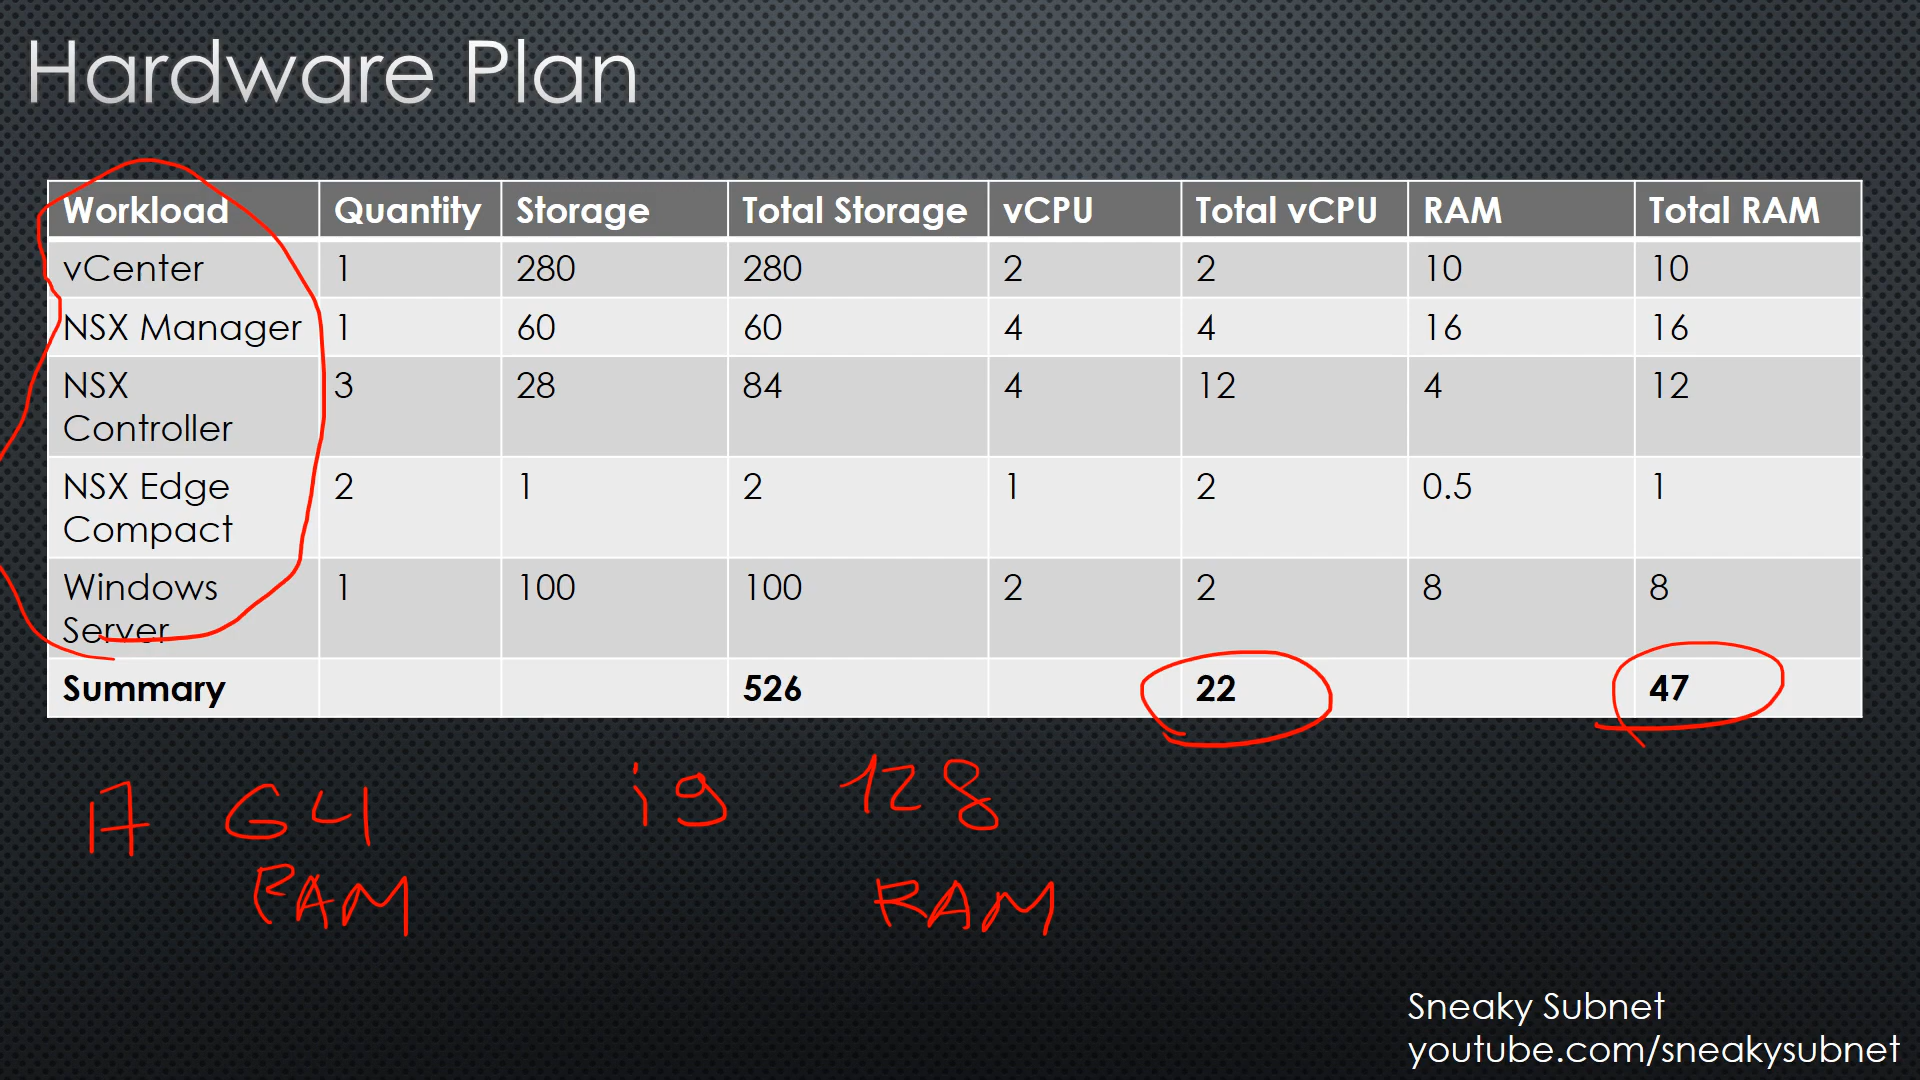 Hardware Plan
Workload Quantity Storage Total Storage vCPU Total vCPU RAM Total RAM
vCenter 1 280 280 2 2 10 10
NSX Manager 1 60 60 4 4 16 16
NSX Controller 3 28 84 4 12 4 12
NSX Edge Compact 2 1 2 1 2 0.5 1
Windows Server 1 100 100 2 2 8 8
Summary 526 22 47
i7 64 i9 128
RAM RAM
Sneaky Subnet
youtube.com/sneakysubnet